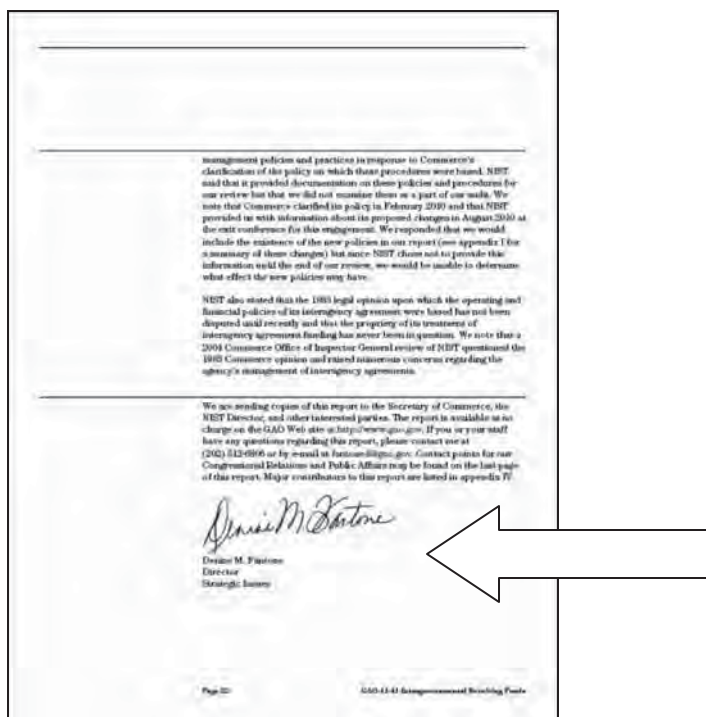 management policies and practices in response to Commerce's
clarification of the policy on which those procedures were based. NIST
said that it provided documentation on these policies and procedures for
our review but that we did not examine them as a part of our audit. We
note that Commerce clarified its policy in February 2010 and that NIST
provided us with information about its proposed changes in August 2010 at
the exit conference for this engagement. We responded that we would
include the existence of the new policies in our report (see appendix I for
a summary of these changes) but since NIST chose not to provide this
information until the end of our review, we would be unable to determine
what effect the new policies may have.
NIST also stated that the legal opinion upon which the operating and
financial policies of its interagency agreement were based has not been
disputed until recently and that the propriety of its treatment of
interagency agreement funding has never been in question. We note that a
2004 Commerce Office of Inspector General review of NIST questioned the
Commerce opinion and raised numerous concerns regarding the
agency's management of interagency agreements.
We are sending copies of this report to the Secretary of Commerce, the
NIST Director, and other interested parties. The report is available at no
charge on the GAO Web site at http://www.gao.gov. If you or your staff
have any questions regarding this report, please contact me at
(202) 512-6806 or by e-mail at fantoned@gao.gov. Contact points for our
Congressional Relations and Public Affairs may be found on the last page
of this report. Major contributors to this report are listed in appendix IV.
Denise M Fantone
Denise M. Fantone
Director
Strategic Issues
Page GAO-11-41 Intragovernmental Revolving Funds